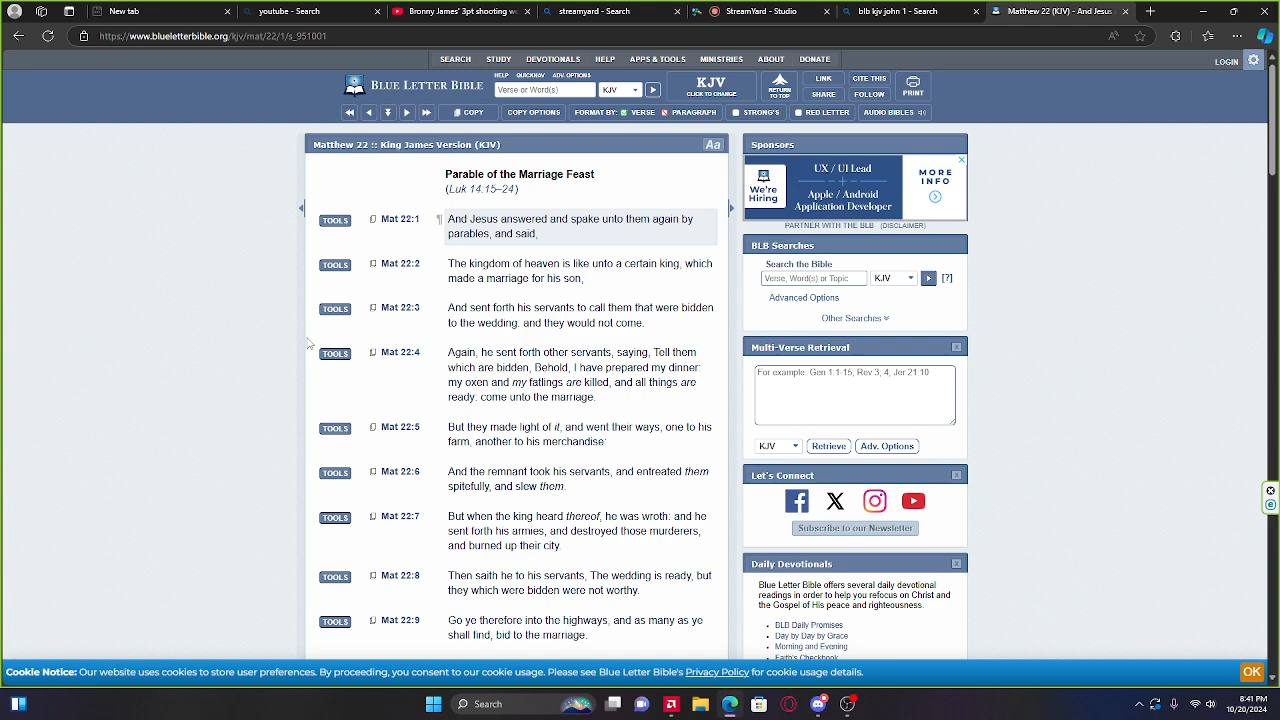 New tab
youtube - Search
Bronny James' 3pt shooting w
streamyard - Search
StreamYard - Studio
blb kjv john 1 - Search
Matthew 22 (KJV) - And Jesus
https://www.blueletterbible.org/kjv/mat/22/1/s_951001
SEARCH STUDY DEVOTIONALS HELP APPS & TOOLS MINISTRIES ABOUT DONATE
LOGIN
BLUE LETTER BIBLE
HELP QUICKNAV ADV. OPTIONS
Verse or Word(s)
KJV
KJV
CLICK TO CHANGE
RETURN
TO TOP
LINK
SHARE
CITE THIS
FOLLOW
PRINT
COPY COPY OPTIONS FORMAT BY: VERSE PARAGRAPH STRONG'S RED LETTER AUDIO BIBLES
Matthew 22 :: King James Version (KJV)
Aa
Parable of the Marriage Feast
(Luk 14:15–24)
TOOLS Mat 22:1 ¶ And Jesus answered and spake unto them again by
parables, and said,
TOOLS Mat 22:2 The kingdom of heaven is like unto a certain king, which
made a marriage for his son,
TOOLS Mat 22:3 And sent forth his servants to call them that were bidden
to the wedding: and they would not come.
TOOLS Mat 22:4 Again, he sent forth other servants, saying, Tell them
which are bidden, Behold, I have prepared my dinner:
my oxen and my fatlings are killed, and all things are
ready: come unto the marriage.
TOOLS Mat 22:5 But they made light of it, and went their ways, one to his
farm, another to his merchandise:
TOOLS Mat 22:6 And the remnant took his servants, and entreated them
spitefully, and slew them.
TOOLS Mat 22:7 But when the king heard thereof, he was wroth: and he
sent forth his armies, and destroyed those murderers,
and burned up their city.
TOOLS Mat 22:8 Then saith he to his servants, The wedding is ready, but
they which were bidden were not worthy.
TOOLS Mat 22:9 Go ye therefore into the highways, and as many as ye
shall find, bid to the marriage.
Sponsors
We're
Hiring
UX / UI Lead
Apple / Android
Application Developer
MORE
INFO
PARTNER WITH THE BLB (DISCLAIMER)
BLB Searches
Search the Bible
Verse, Word(s) or Topic
KJV
[?]
Advanced Options
Other Searches
Multi-Verse Retrieval
For example: Gen 1:1-15; Rev 3, 4; Jer 21:10
KJV
Retrieve
Adv. Options
Let's Connect
Subscribe to our Newsletter
Daily Devotionals
Blue Letter Bible offers several daily devotional
readings in order to help you refocus on Christ and
the Gospel of His peace and righteousness.
BLB Daily Promises
Day by Day by Grace
Morning and Evening
Faith's Checkbook
Cookie Notice: Our website uses cookies to store user preferences. By proceeding, you consent to our cookie usage. Please see Blue Letter Bible's Privacy Policy for cookie usage details.
OK
Search
8:41 PM
10/20/2024